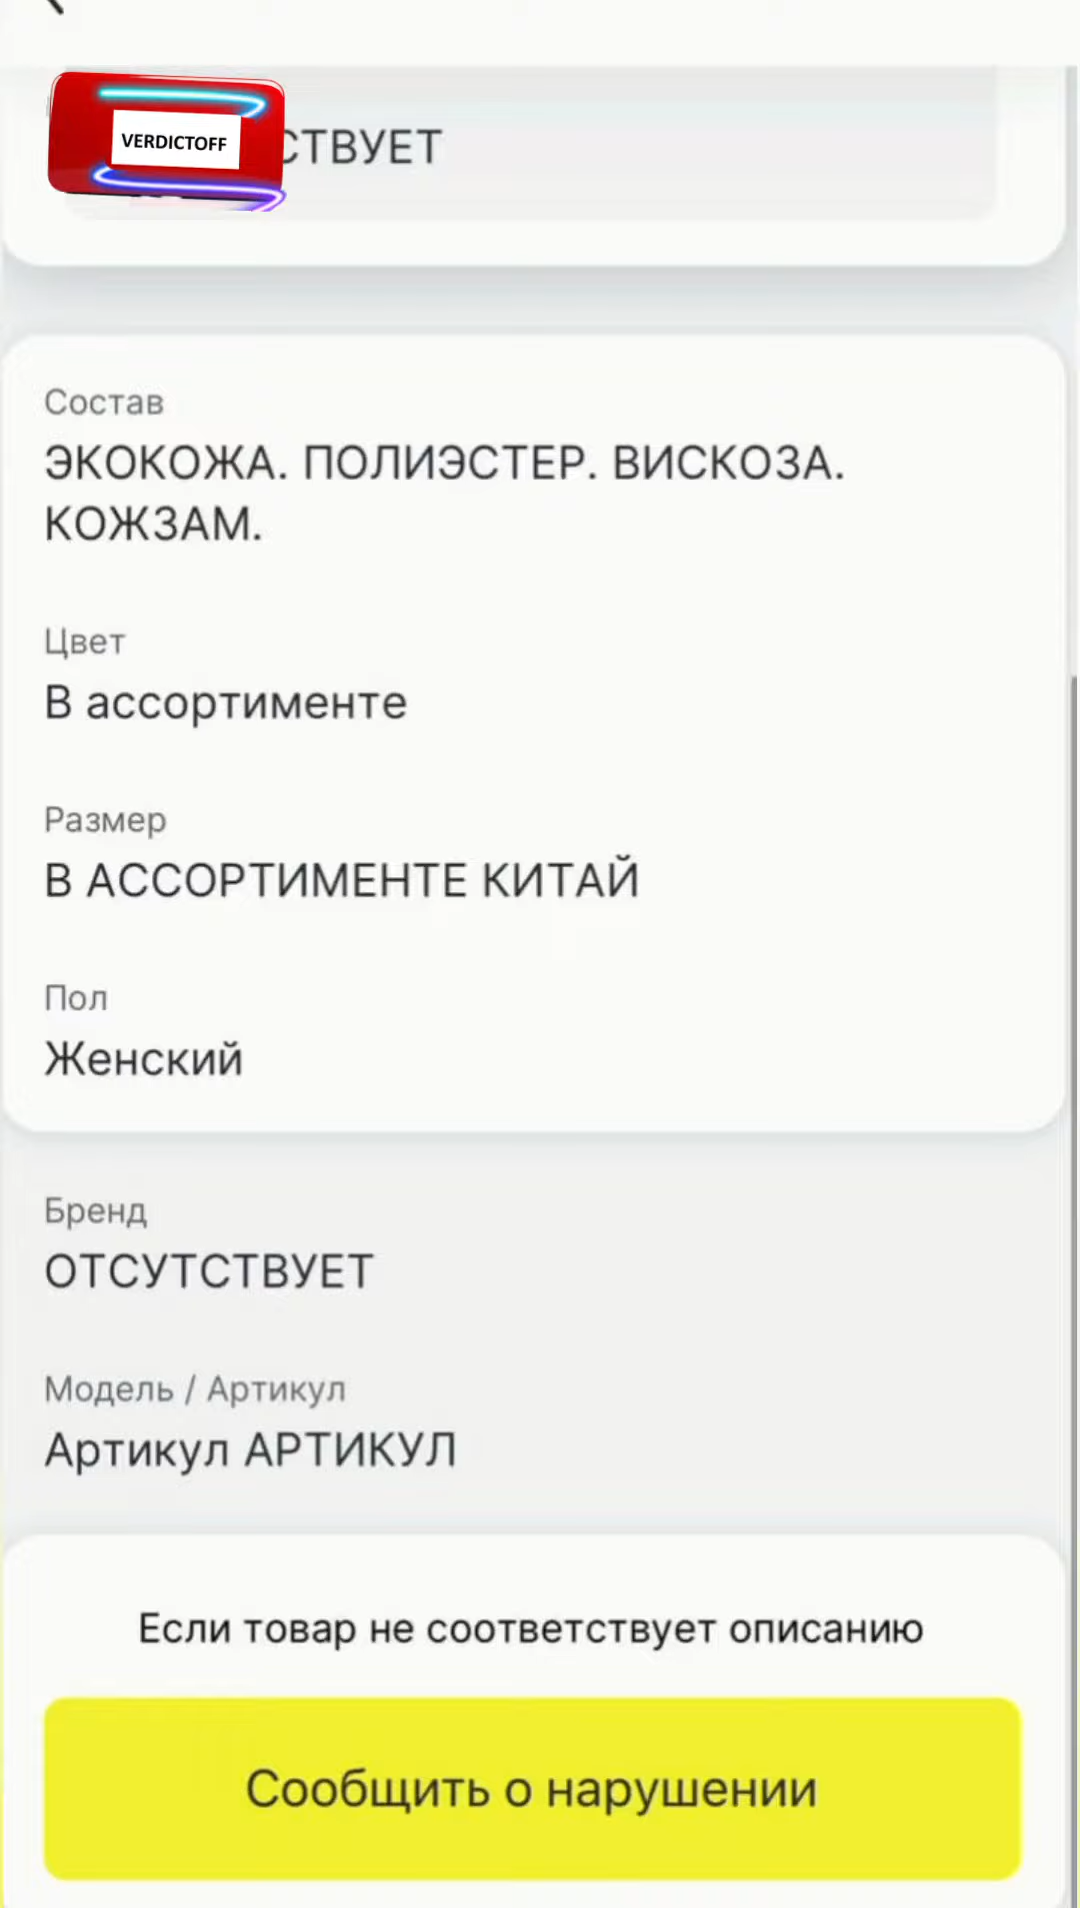 VERDICTOFF
СТВУЕТ
Состав
ЭКОКОЖА. ПОЛИЭСТЕР. ВИСКОЗА.
КОЖЗАМ.
Цвет
В ассортименте
Размер
В АССОРТИМЕНТЕ КИТАЙ
Пол
Женский
Бренд
ОТСУТСТВУЕТ
Модель / Артикул
Артикул АРТИКУЛ
Если товар не соответствует описанию
Сообщить о нарушении